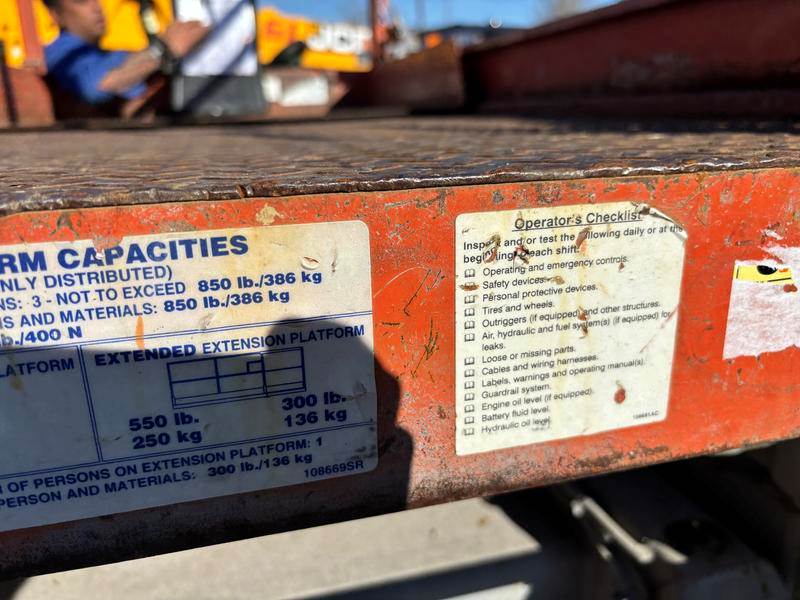 RM CAPACITIES
NLY DISTRIBUTED)
NS: 3 - NOT TO EXCEED 850 lb./386 kg
S AND MATERIALS: 850 lb./386 kg
b./400 N
LATFORM
EXTENDED EXTENSION PLATFORM
550 lb.
250 kg
300 lb.
136 kg
OF PERSONS ON EXTENSION PLATFORM: 1
PERSON AND MATERIALS: 300 lb./136 kg
108669SR
Operator's Checklist
Inspect and/or test the following daily or at the
beginning of each shift:
Operating and emergency controls.
Safety devices.
Personal protective devices.
Tires and wheels.
Outriggers (if equipped) and other structures.
Air, hydraulic and fuel system(s) (if equipped) for
leaks.
Loose or missing parts.
Cables and wiring harnesses.
Labels, warnings and operating manual(s).
Guardrail system.
Engine oil level (if equipped).
Battery fluid level.
Hydraulic oil level.